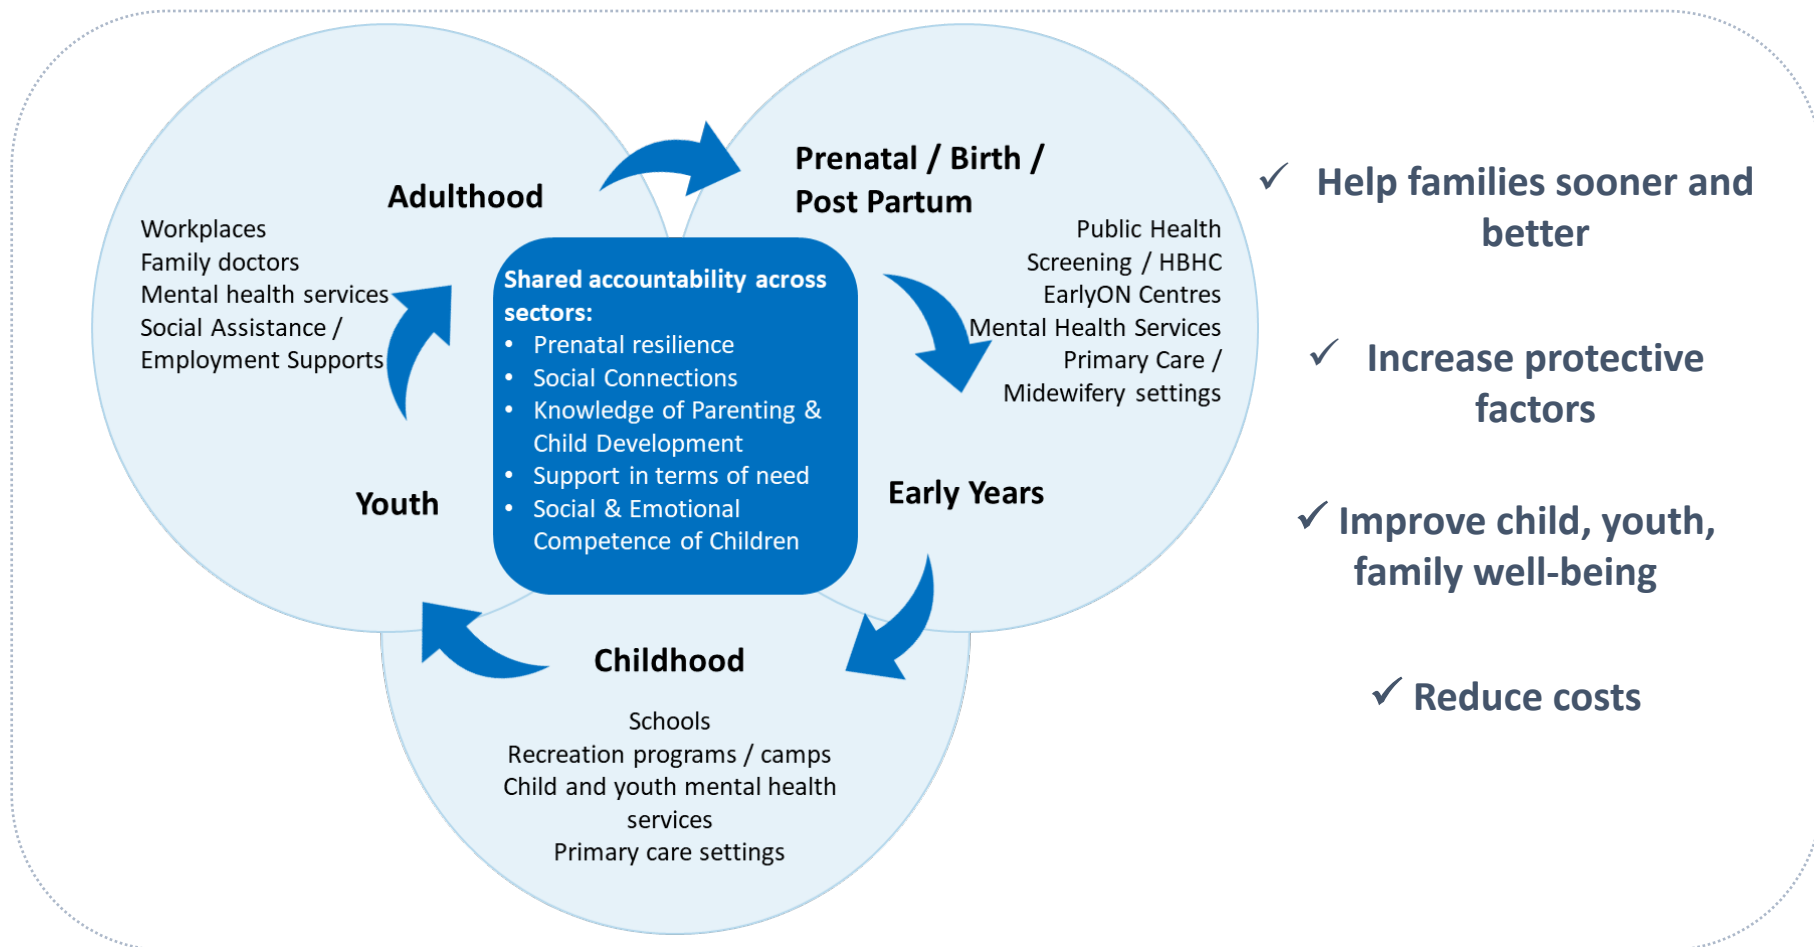 Adulthood
Workplaces
Family doctors
Mental health services
Social Assistance /
Employment Supports
Youth
Prenatal / Birth /
Post Partum
Public Health
Screening / HBHC
EarlyON Centres
Mental Health Services
Primary Care /
Midewifery settings
Early Years
Shared accountability across
sectors:
• Prenatal resilience
• Social Connections
• Knowledge of Parenting &
Child Development
• Support in terms of need
• Social & Emotional
Competence of Children
Childhood
Schools
Recreation programs / camps
Child and youth mental health
services
Primary care settings
✓ Help families sooner and
better
✓ Increase protective
factors
✓ Improve child, youth,
family well-being
✓ Reduce costs